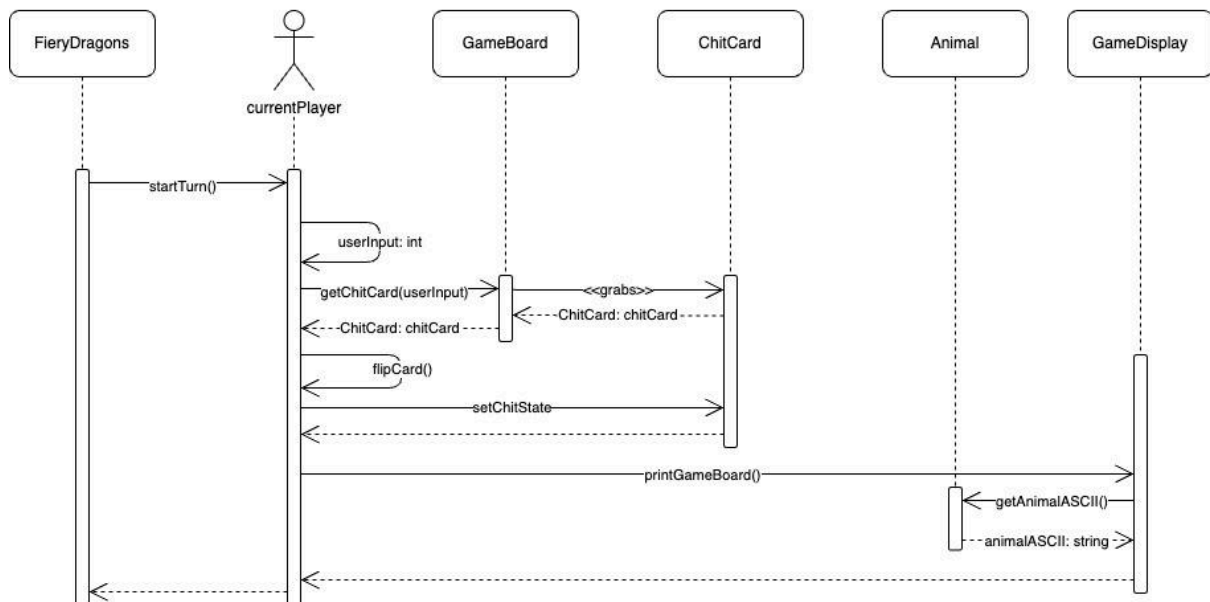 FieryDragons
currentPlayer
GameBoard
ChitCard
Animal
GameDisplay
startTurn()
userInput: int
getChitCard(userInput)
<<grabs>>
ChitCard: chitCard
ChitCard: chitCard
flipCard()
setChitState
printGameBoard()
getAnimalASCII()
animalASCII: string